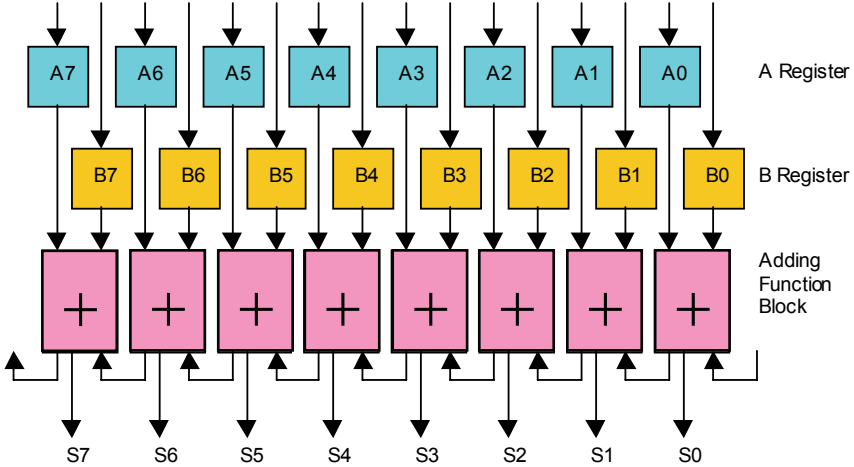 A7 A6 A5 A4 A3 A2 A1 A0 A Register
B7 B6 B5 B4 B3 B2 B1 B0 B Register
Adding
Function
Block
+ + + + + + + +
S7 S6 S5 S4 S3 S2 S1 S0